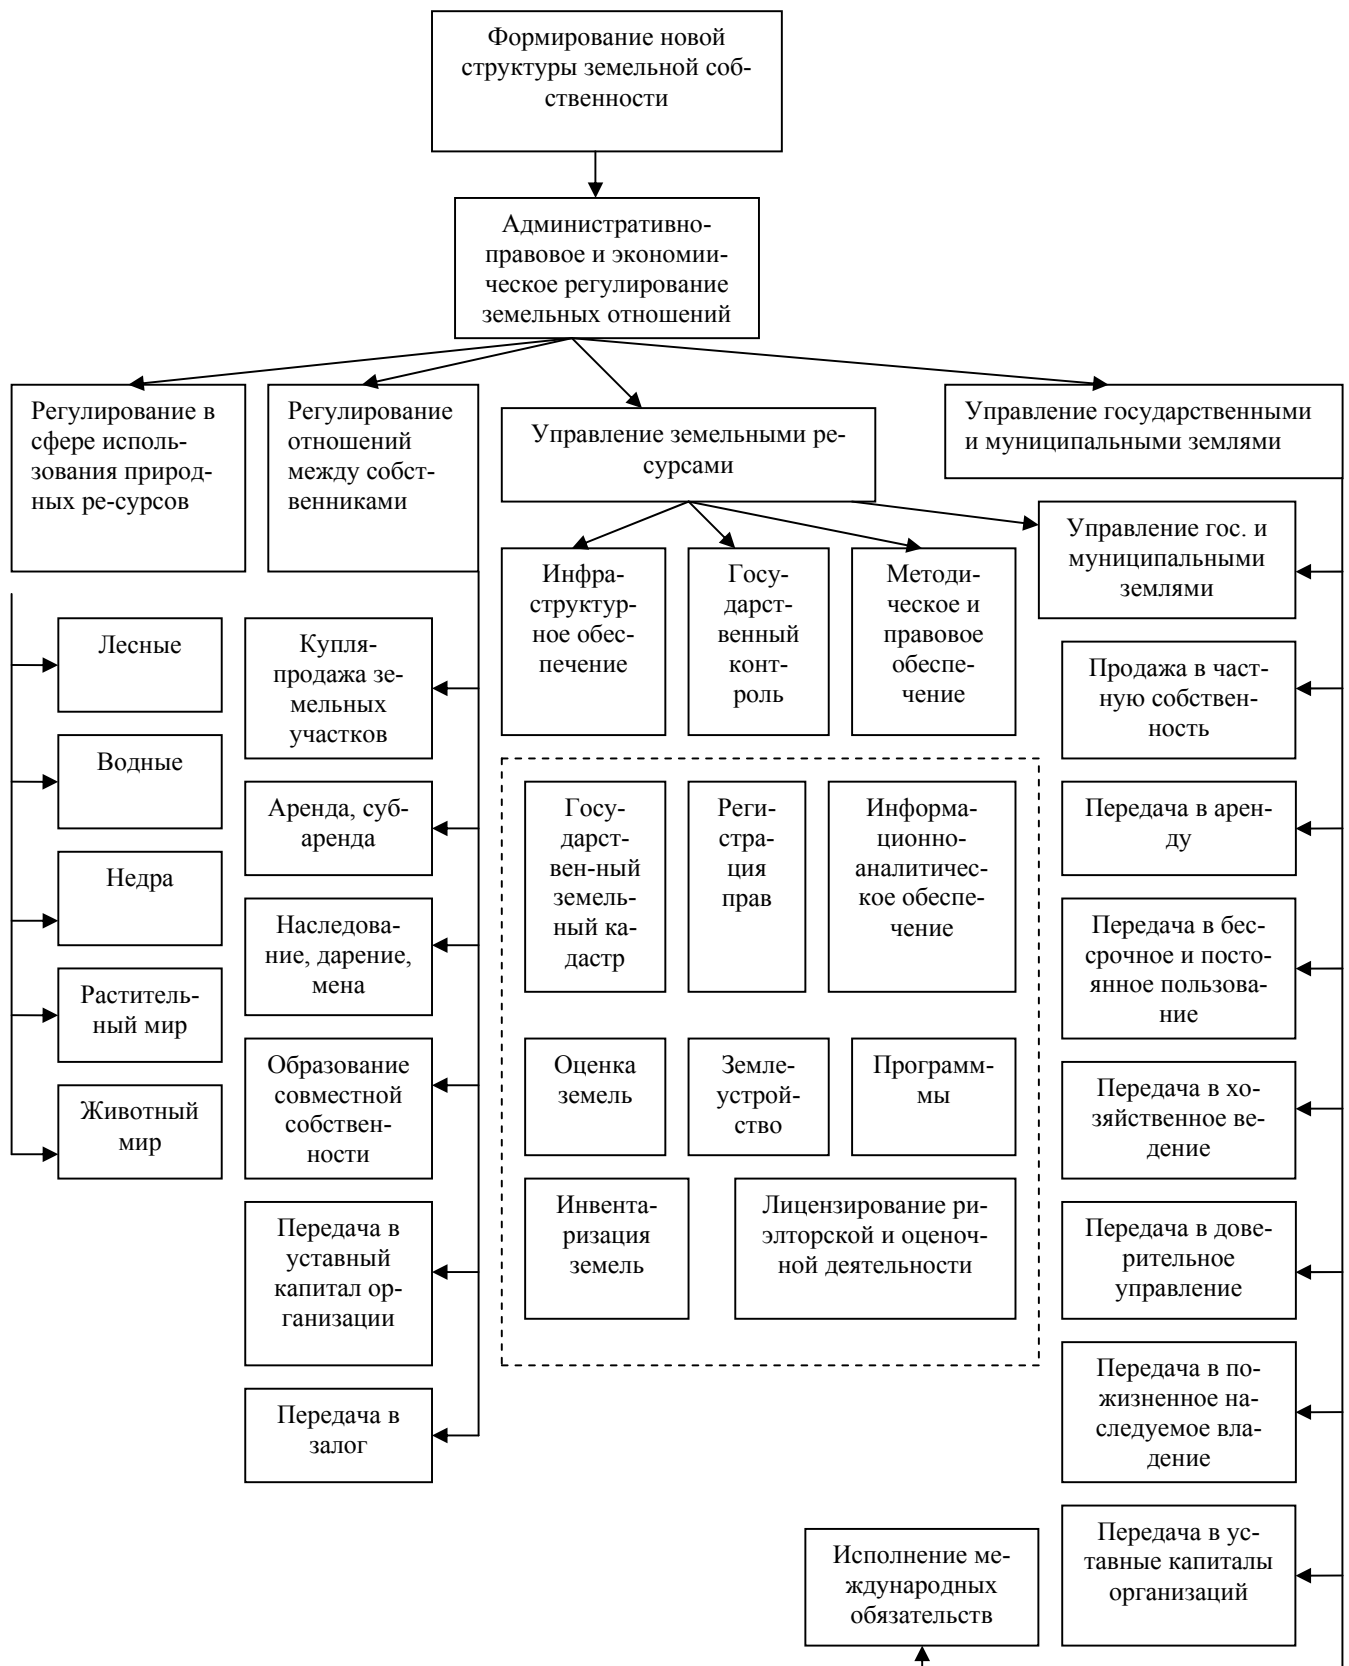 Формирование новой
структуры земельной соб-
ственности
Административно-
правовое и экономии-
ческое регулирование
земельных отношений
Регулирование в
сфере исполь-
зования природ-
ных ре-сурсов
Регулирование
отношений
между собст-
венниками
Управление земельными ре-
сурсами
Управление государственными
и муниципальными землями
Инфра-
структур-
ное обес-
печение
Госу-
дарст-
венный
конт-
роль
Методи-
ческое и
правовое
обеспе-
чение
Управление гос. и
муниципальными
землями
Лесные
Водные
Недра
Раститель-
ный мир
Животный
мир
Купля-
продажа зе-
мельных
участков
Аренда, суб-
аренда
Наследова-
ние, дарение,
мена
Образование
совместной
собствен-
ности
Передача в
уставный
капитал ор-
ганизации
Передача в
залог
Госу-
дарст-
вен-ный
земель-
ный ка-
дастр
Реги-
стра-
ция
прав
Информа-
ционно-
аналитичес-
кое обеспе-
чение
Оценка
земель
Земле-
устрой-
ство
Программ-
мы
Инвента-
ризация
земель
Лицензирование ри-
элторской и оценоч-
ной деятельности
Продажа в част-
ную собствен-
ность
Передача в арен-
ду
Передача в бес-
срочное и посто-
янное пользова-
ние
Передача в хо-
зяйственное ве-
дение
Передача в дове-
рительное
управление
Передача в по-
жизненное на-
следуемое вла-
дение
Передача в ус-
тавные капиталы
организаций
Исполнение ме-
ждународных
обязательств